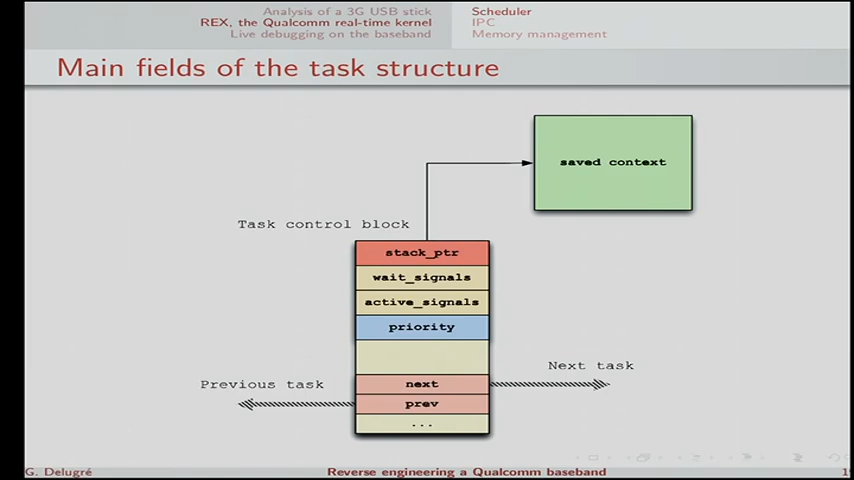 Analysis of a 3G USB stick
REX, the Qualcomm real-time kernel
Live debugging on the baseband
Scheduler
IPC
Memory management
Main fields of the task structure
saved context
Task control block
stack_ptr
wait_signals
active_signals
priority
Next task
Previous task
next
prev
...
G. Delugré
Reverse engineering a Qualcomm baseband